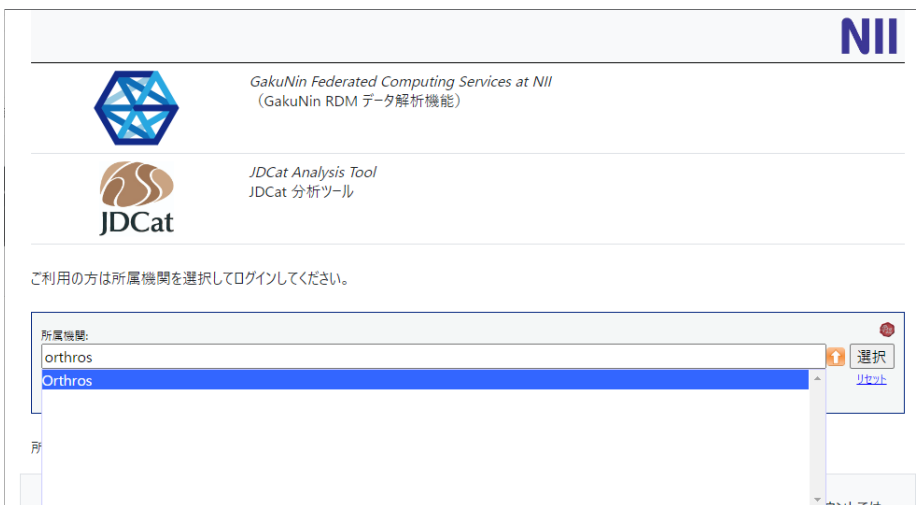 NII
GakuNin Federated Computing Services at NII
（GakuNin RDM データ解析機能）
JDCat Analysis Tool
JDCat 分析ツール
JDCat
ご利用の方は所属機関を選択してログインしてください。
所属機関:
orthros
選択
Orthros
リセット
所